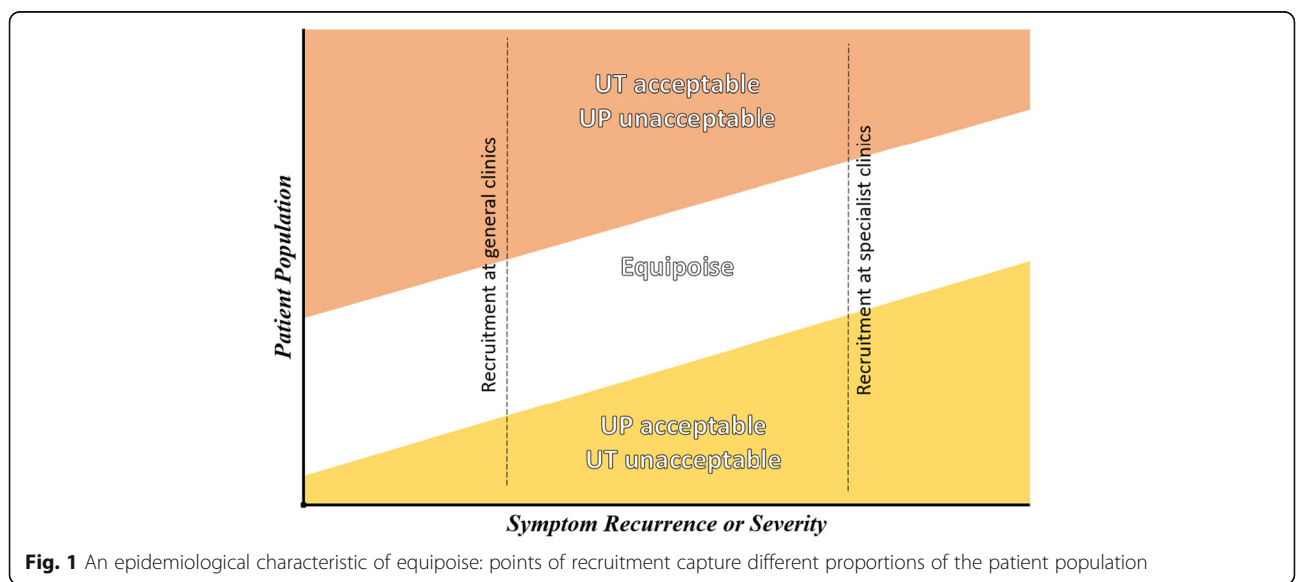 UT acceptable
UP unacceptable
Recruitment at general clinics
Recruitment at specialist clinics
Patient Population
Equipoise
UP acceptable
UT unacceptable
Symptom Recurrence or Severity
Fig. 1 An epidemiological characteristic of equipoise: points of recruitment capture different proportions of the patient population